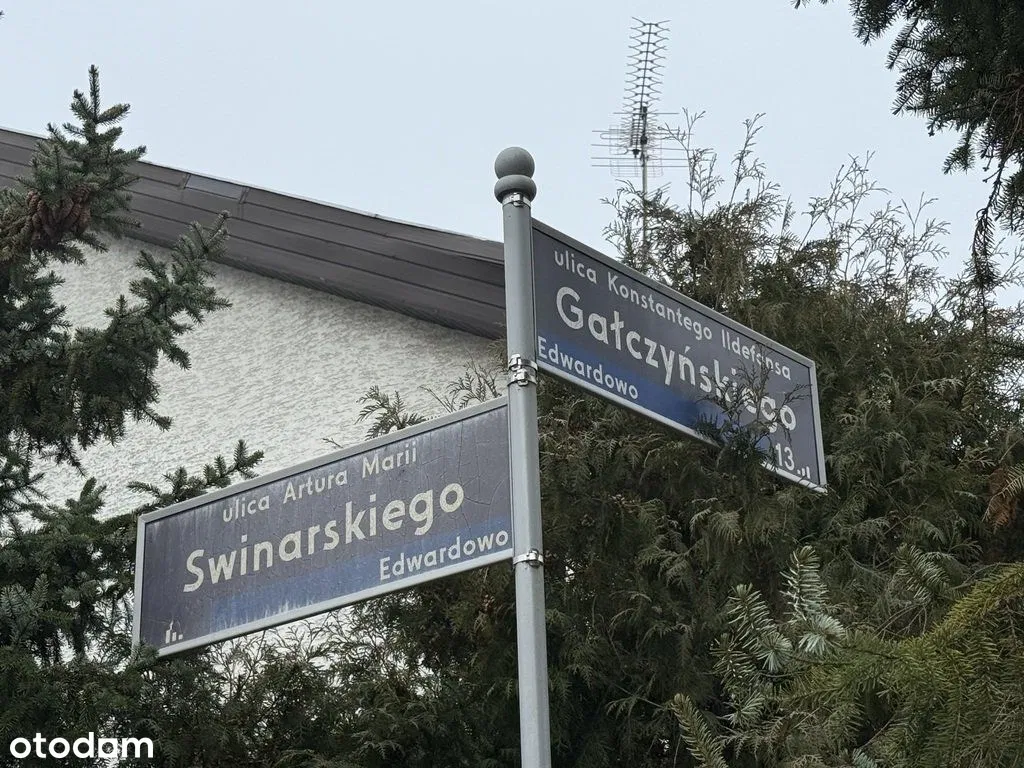 ulica Konstantego Ildefonsa
Gałczyńskiego
Edwardowo
13
ulica Artura Marii
Swinarskiego
Edwardowo
otodom